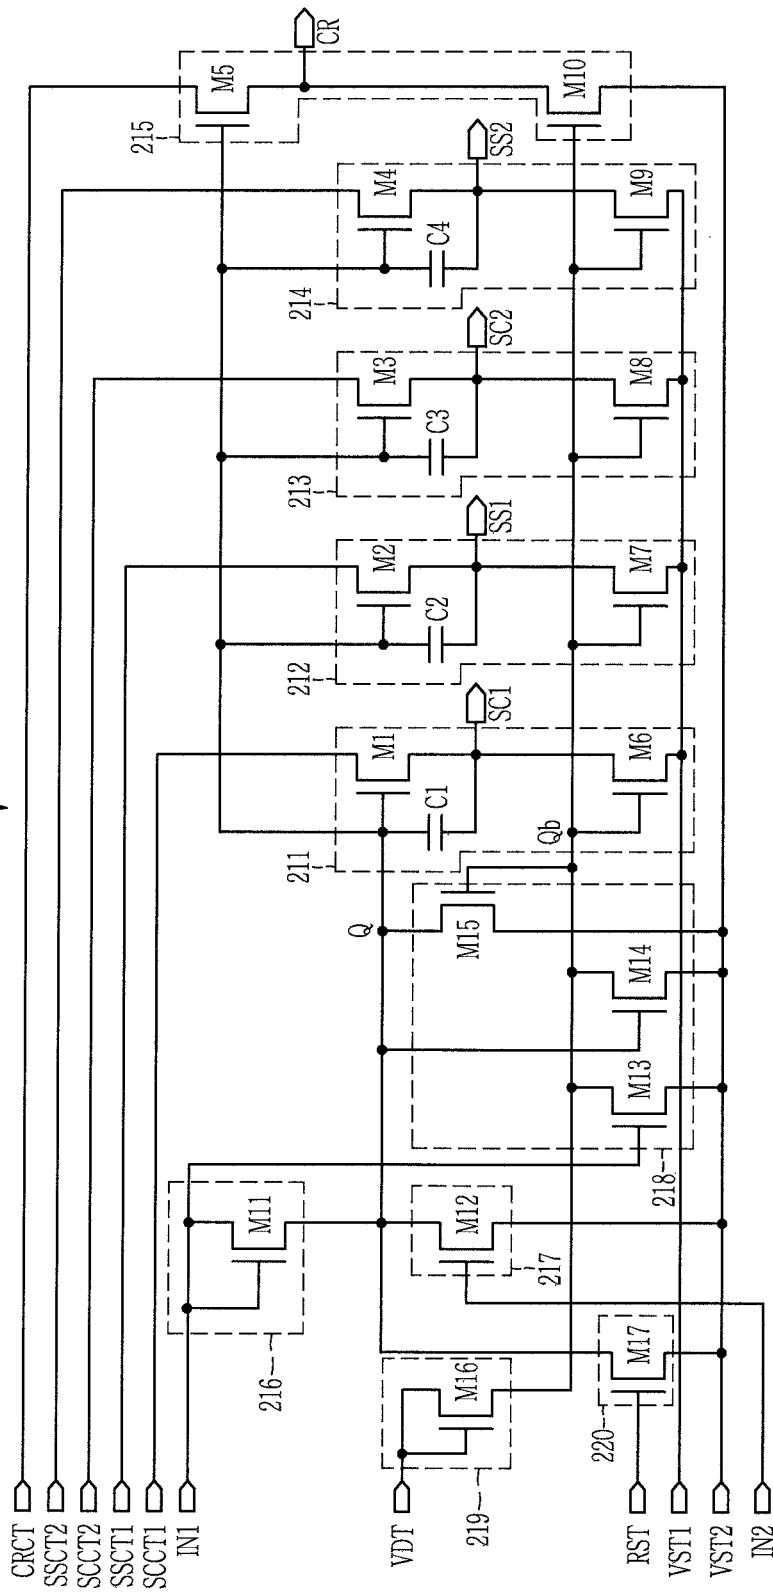 CRCT
SSCT2
SCCT2
SSCT1
SCCT1
IN1
VDT
RST
VST1
VST2
IN2
216
M11
219
M16
217
M12
220
M17
218
M13
M14
M15
Q
Qb
211
M1
C1
M6
SC1
212
M2
C2
M7
SS1
213
M3
C3
M8
SC2
214
M4
C4
M9
SS2
215
M5
M10
CR